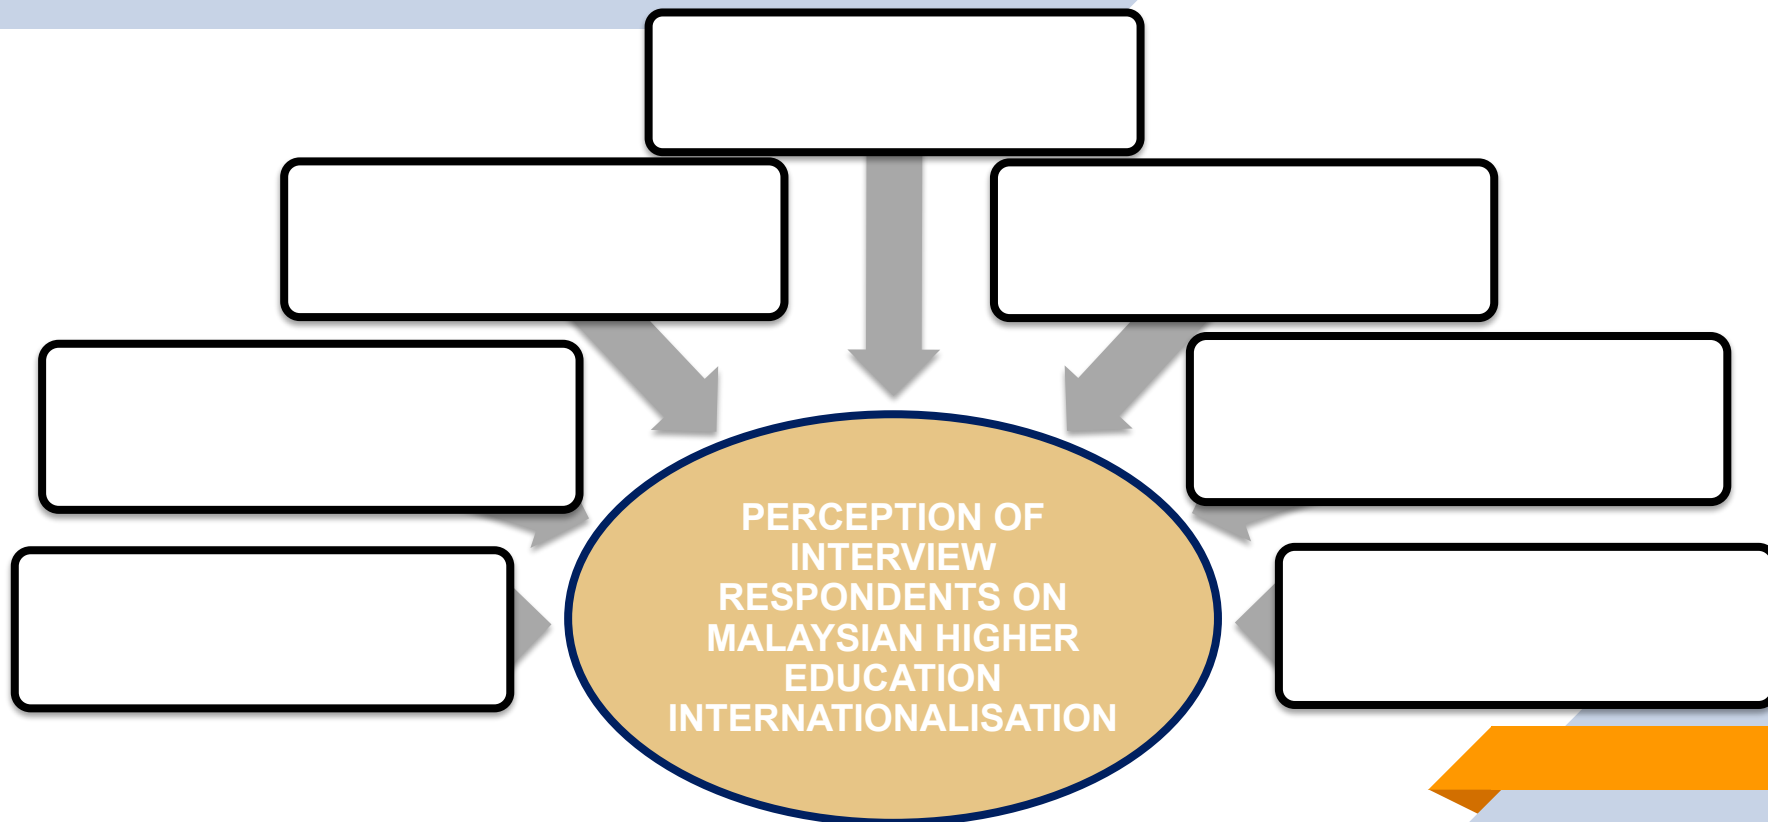 PERCEPTION OF
INTERVIEW
RESPONDENTS ON
MALAYSIAN HIGHER
EDUCATION
INTERNATIONALISATION